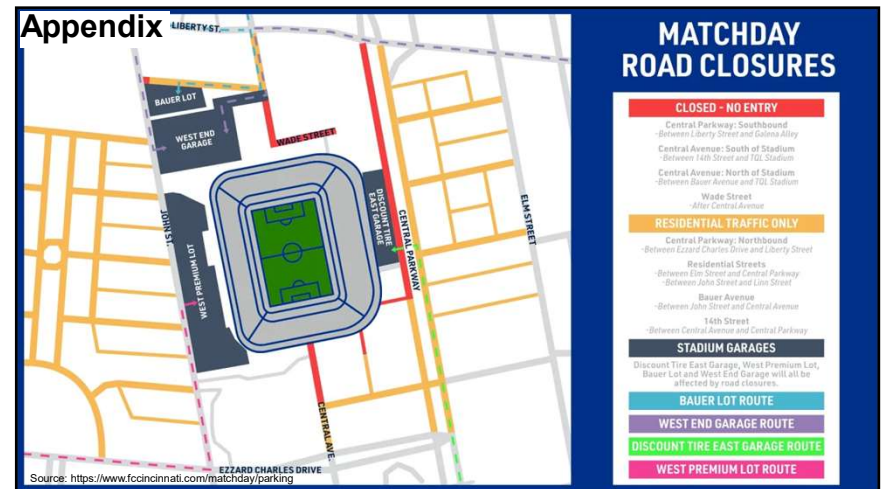 Appendix
LIBERTY ST.
BAUER LOT
WEST END
GARAGE
WADE STREET
DISCOUNT TIRE
EAST GARAGE
CENTRAL PARKWAY
ELM STREET
JOHN ST.
WEST PREMIUM LOT
CENTRAL AVE.
EZZARD CHARLES DRIVE
Source: https://www.fccincinnati.com/matchday/parking
MATCHDAY
ROAD CLOSURES
CLOSED - NO ENTRY
Central Parkway: Southbound
-Between Liberty Street and Galena Alley
Central Avenue: South of Stadium
-Between 14th Street and TQL Stadium
Central Avenue: North of Stadium
-Between Bauer Avenue and TQL Stadium
Wade Street
-After Central Avenue
RESIDENTIAL TRAFFIC ONLY
Central Parkway: Northbound
-Between Ezzard Charles Drive and Liberty Street
Residential Streets
-Between Elm Street and Central Parkway
-Between John Street and Linn Street
Bauer Avenue
-Between John Street and Central Avenue
14th Street
-Between Central Avenue and Central Parkway
STADIUM GARAGES
Discount Tire East Garage, West Premium Lot,
Bauer Lot and West End Garage will all be
affected by road closures.
BAUER LOT ROUTE
WEST END GARAGE ROUTE
DISCOUNT TIRE EAST GARAGE ROUTE
WEST PREMIUM LOT ROUTE